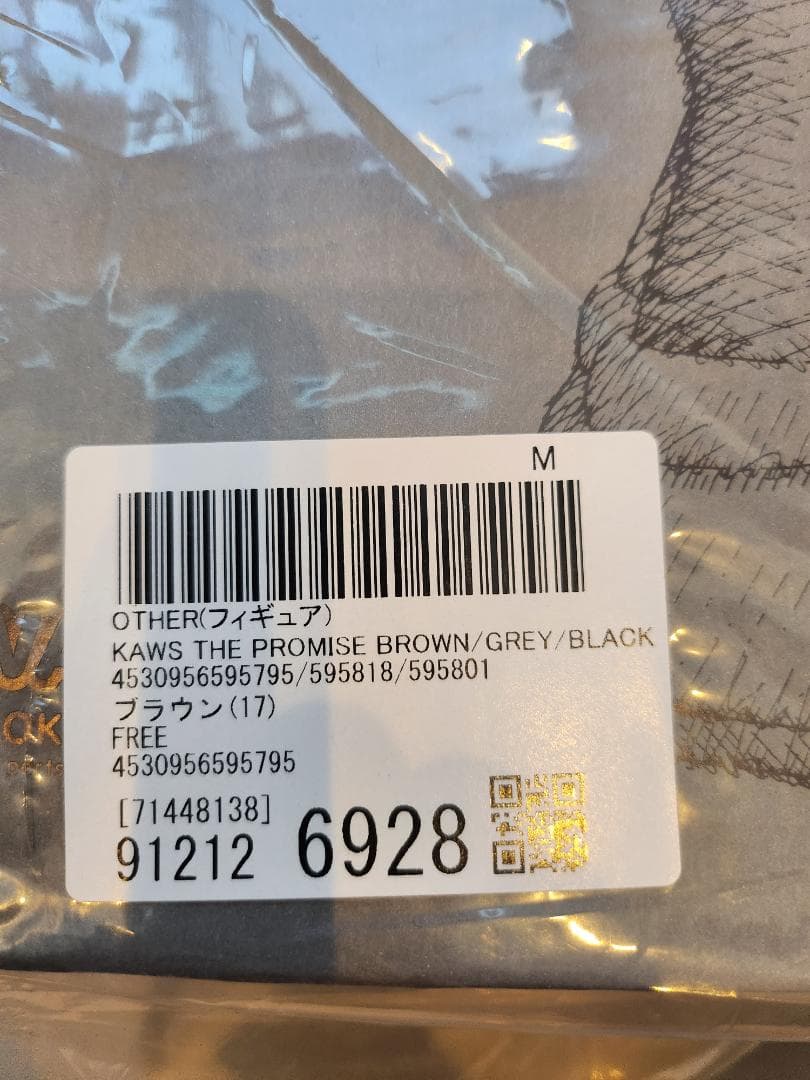 M
OTHER(フィギュア)
KAWS THE PROMISE BROWN/GREY/BLACK
4530956595795/595818/595801
ブラウン(17)
FREE
4530956595795
[71448138]
91212 6928